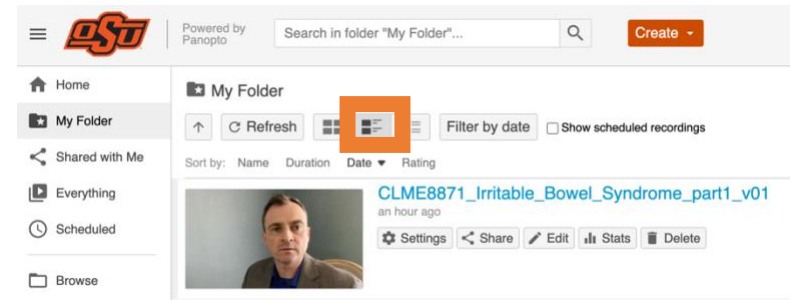 OSU
Powered by
Panopto
Search in folder "My Folder"...
Create
Home
My Folder
Shared with Me
Everything
Scheduled
Browse
My Folder
Refresh
Filter by date
Show scheduled recordings
Sort by: Name Duration Date Rating
CLME8871_Irritable_Bowel_Syndrome_part1_v01
an hour ago
Settings Share Edit Stats Delete